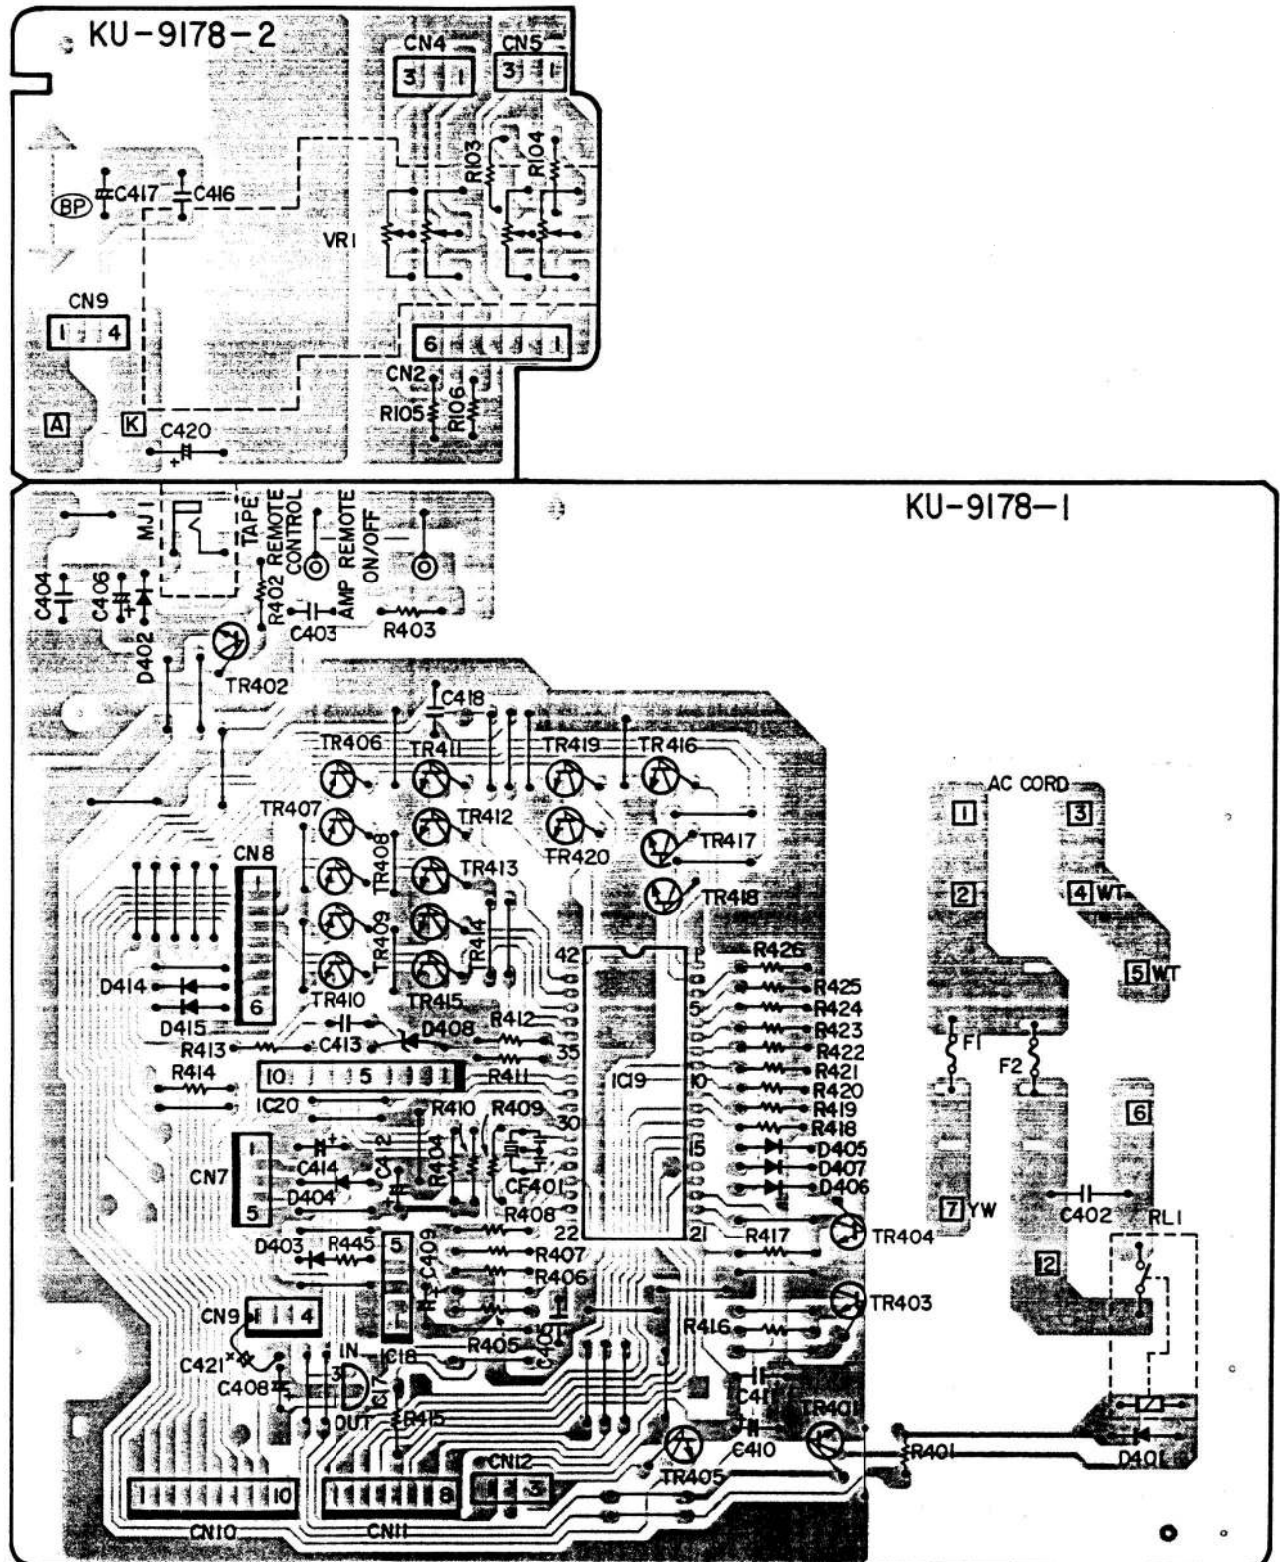 KU-9178-2
CN4
CN5
3 1
3 1
R103
R104
BP
C417
C416
VR1
CN9
1 4
6 1
CN2
R105
R106
A
K
C420
+
KU-9178-1
MJ1
TAPE
REMOTE CONTROL
AMP REMOTE
ON/OFF
C404
C406
+
D402
R402
C403
R403
TR402
C418
TR406
TR411
TR419
TR416
AC CORD
1
3
TR407
TR408
TR412
TR420
TR417
CN8
1
TR413
TR418
2
4 WT
TR409
TR414
42
1
R426
5 WT
D414
TR410
TR415
R425
6
D415
R412
5
R424
C413
D408
R423
R413
35
R422
F1
R414
10 5 1
R411
IC19
10
R421
F2
IC20
R410
R409
R420
30
R419
6
R418
1
+
C414
C412
R404
15
D405
CN7
CF401
D407
D404
D406
5
R408
7 YW
C402
RL1
22
21
R417
TR404
D403
R445
5
C409
R407
12
R406
+
TR403
CN9
1 4
1
R416
R405
C421
IN
IC18
C408
+
3
IC17
OUT
R415
C411
TR401
+
C410
R401
D401
CN12
TR405
1 10
1 8
3
CN10
CN11